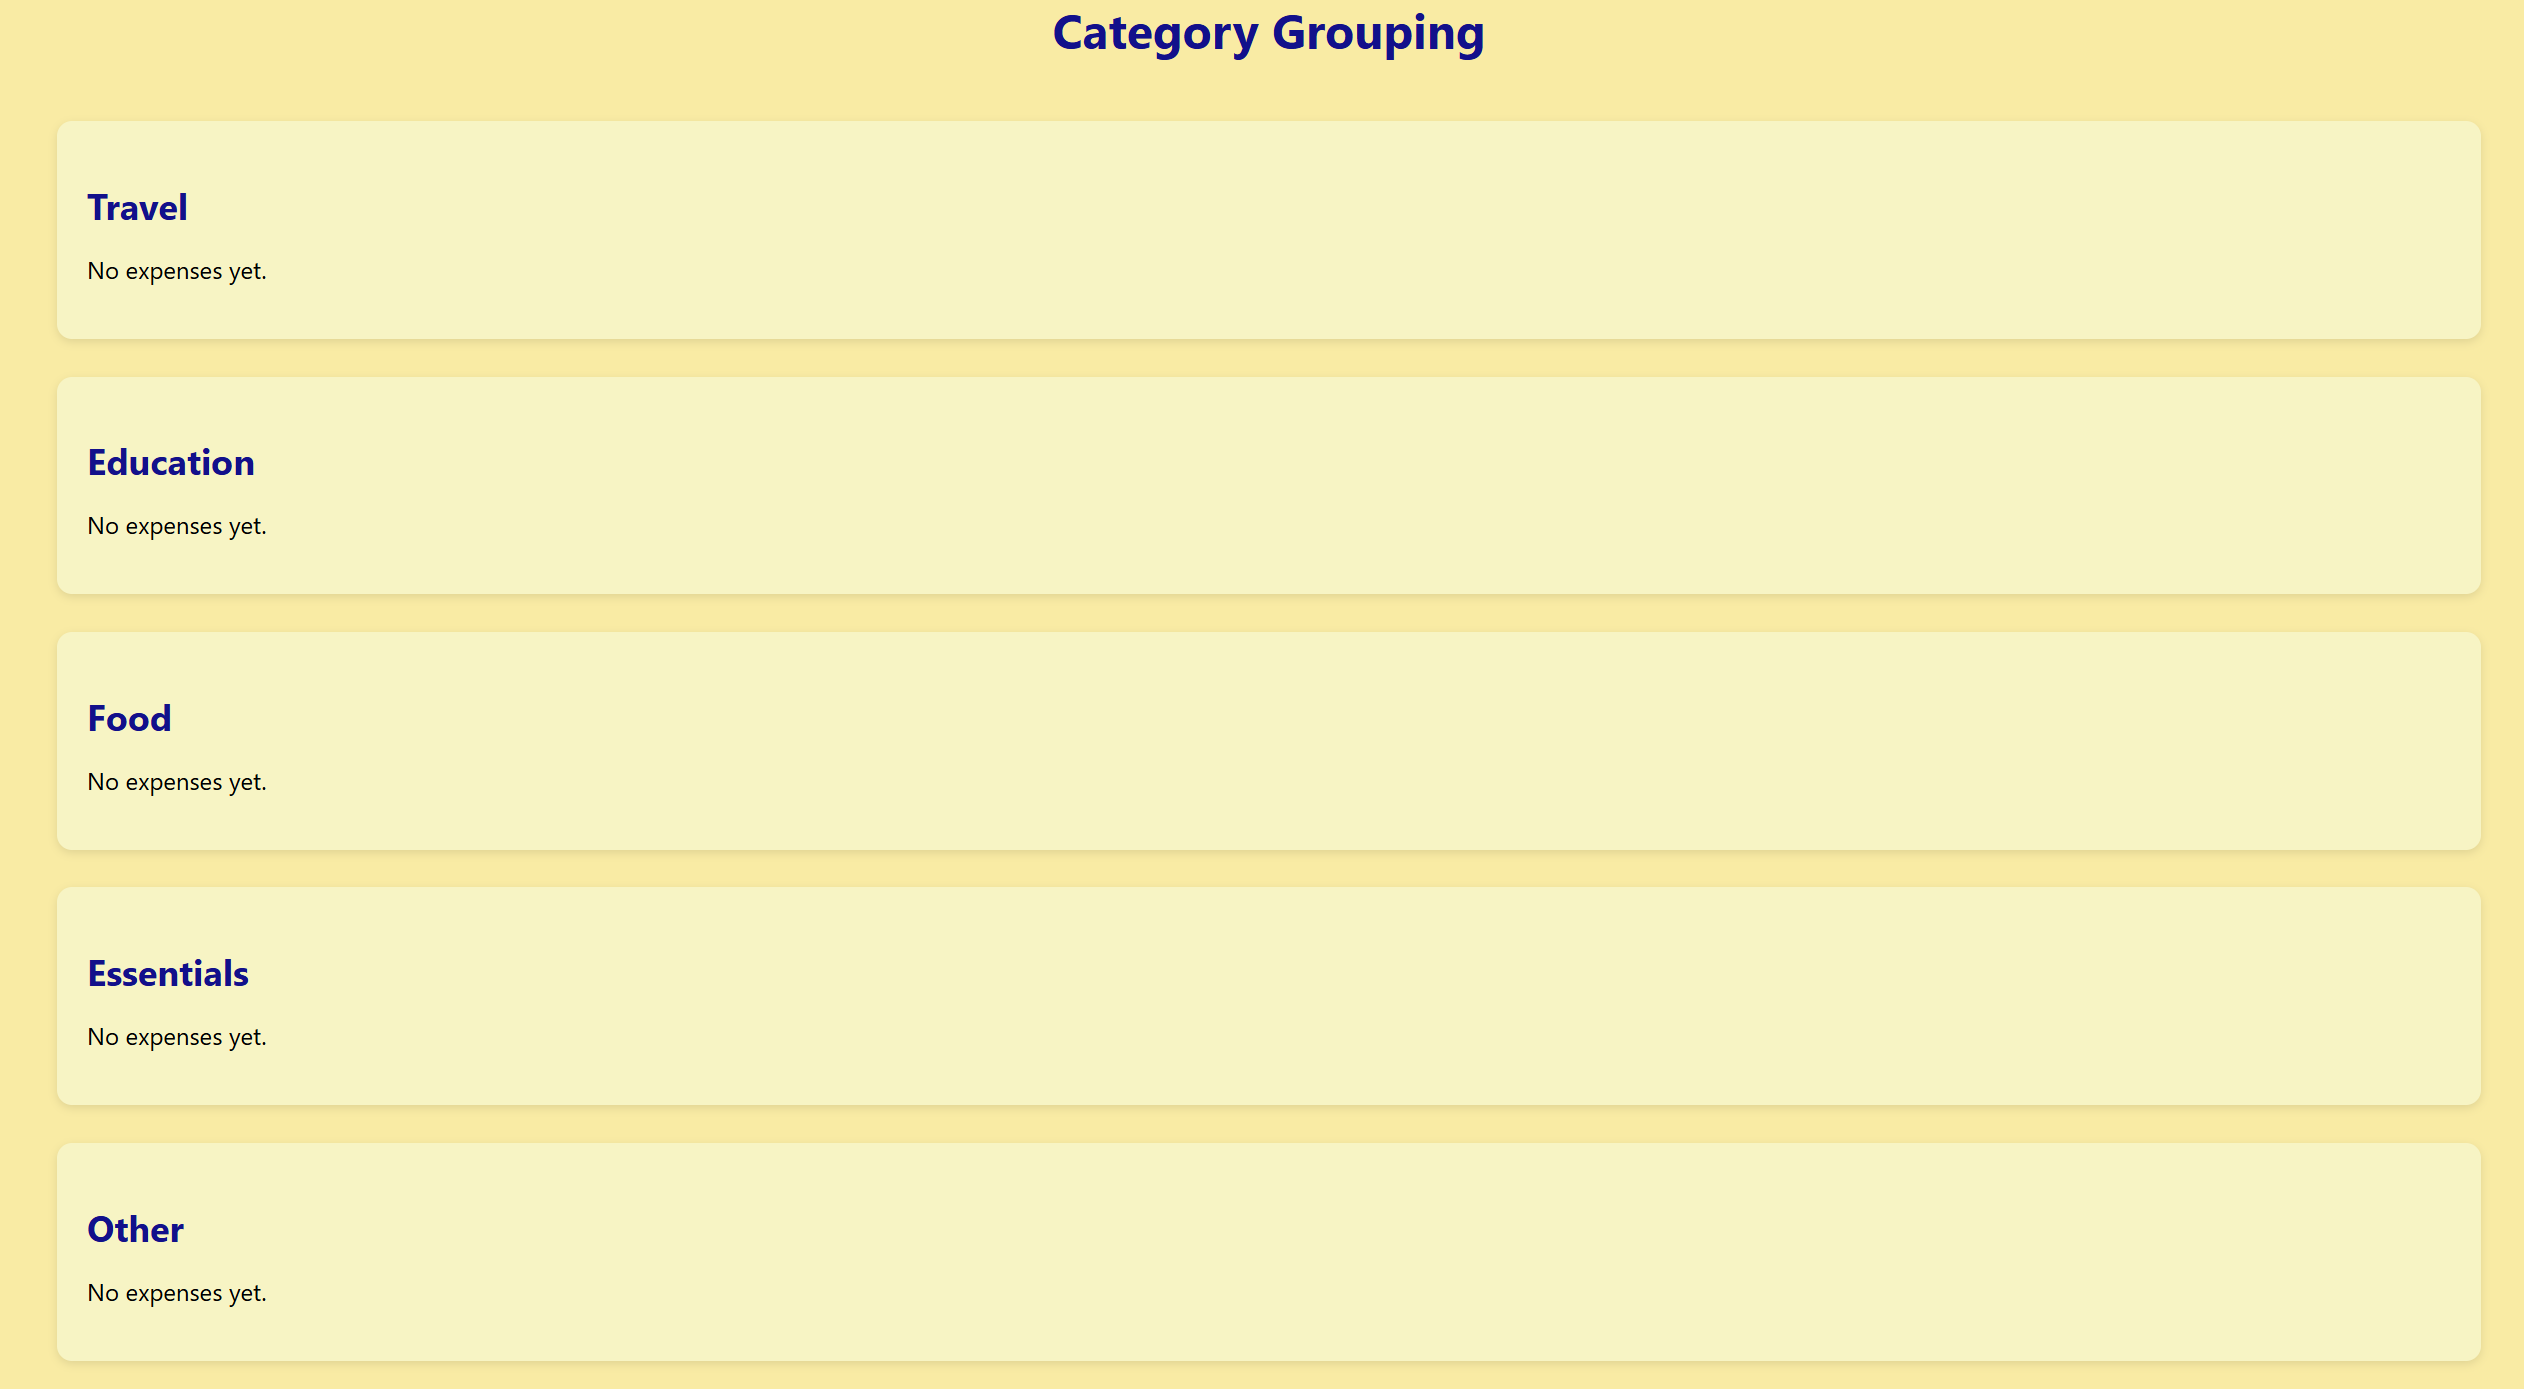 Category Grouping
Travel
No expenses yet.
Education
No expenses yet.
Food
No expenses yet.
Essentials
No expenses yet.
Other
No expenses yet.